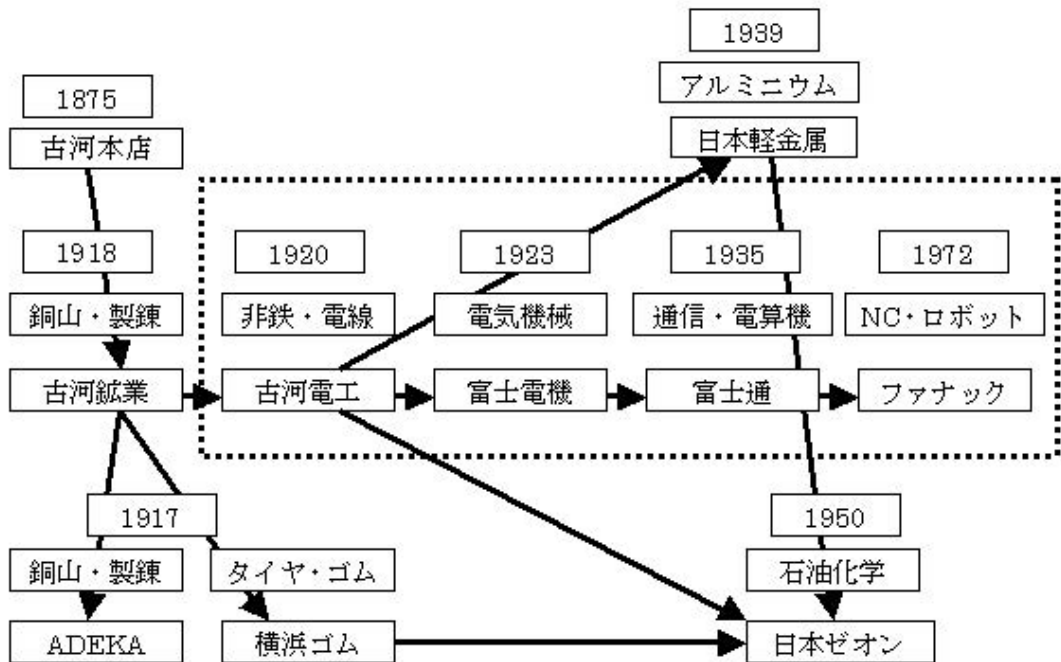 1939
アルミニウム
日本軽金属
1875
古河本店
1918
銅山・製錬
古河鉱業
1920
非鉄・電線
古河電工
1923
電気機械
富士電機
1935
通信・電算機
富士通
1972
NC・ロボット
ファナック
1917
銅山・製錬
ADEKA
タイヤ・ゴム
横浜ゴム
1950
石油化学
日本ゼオン